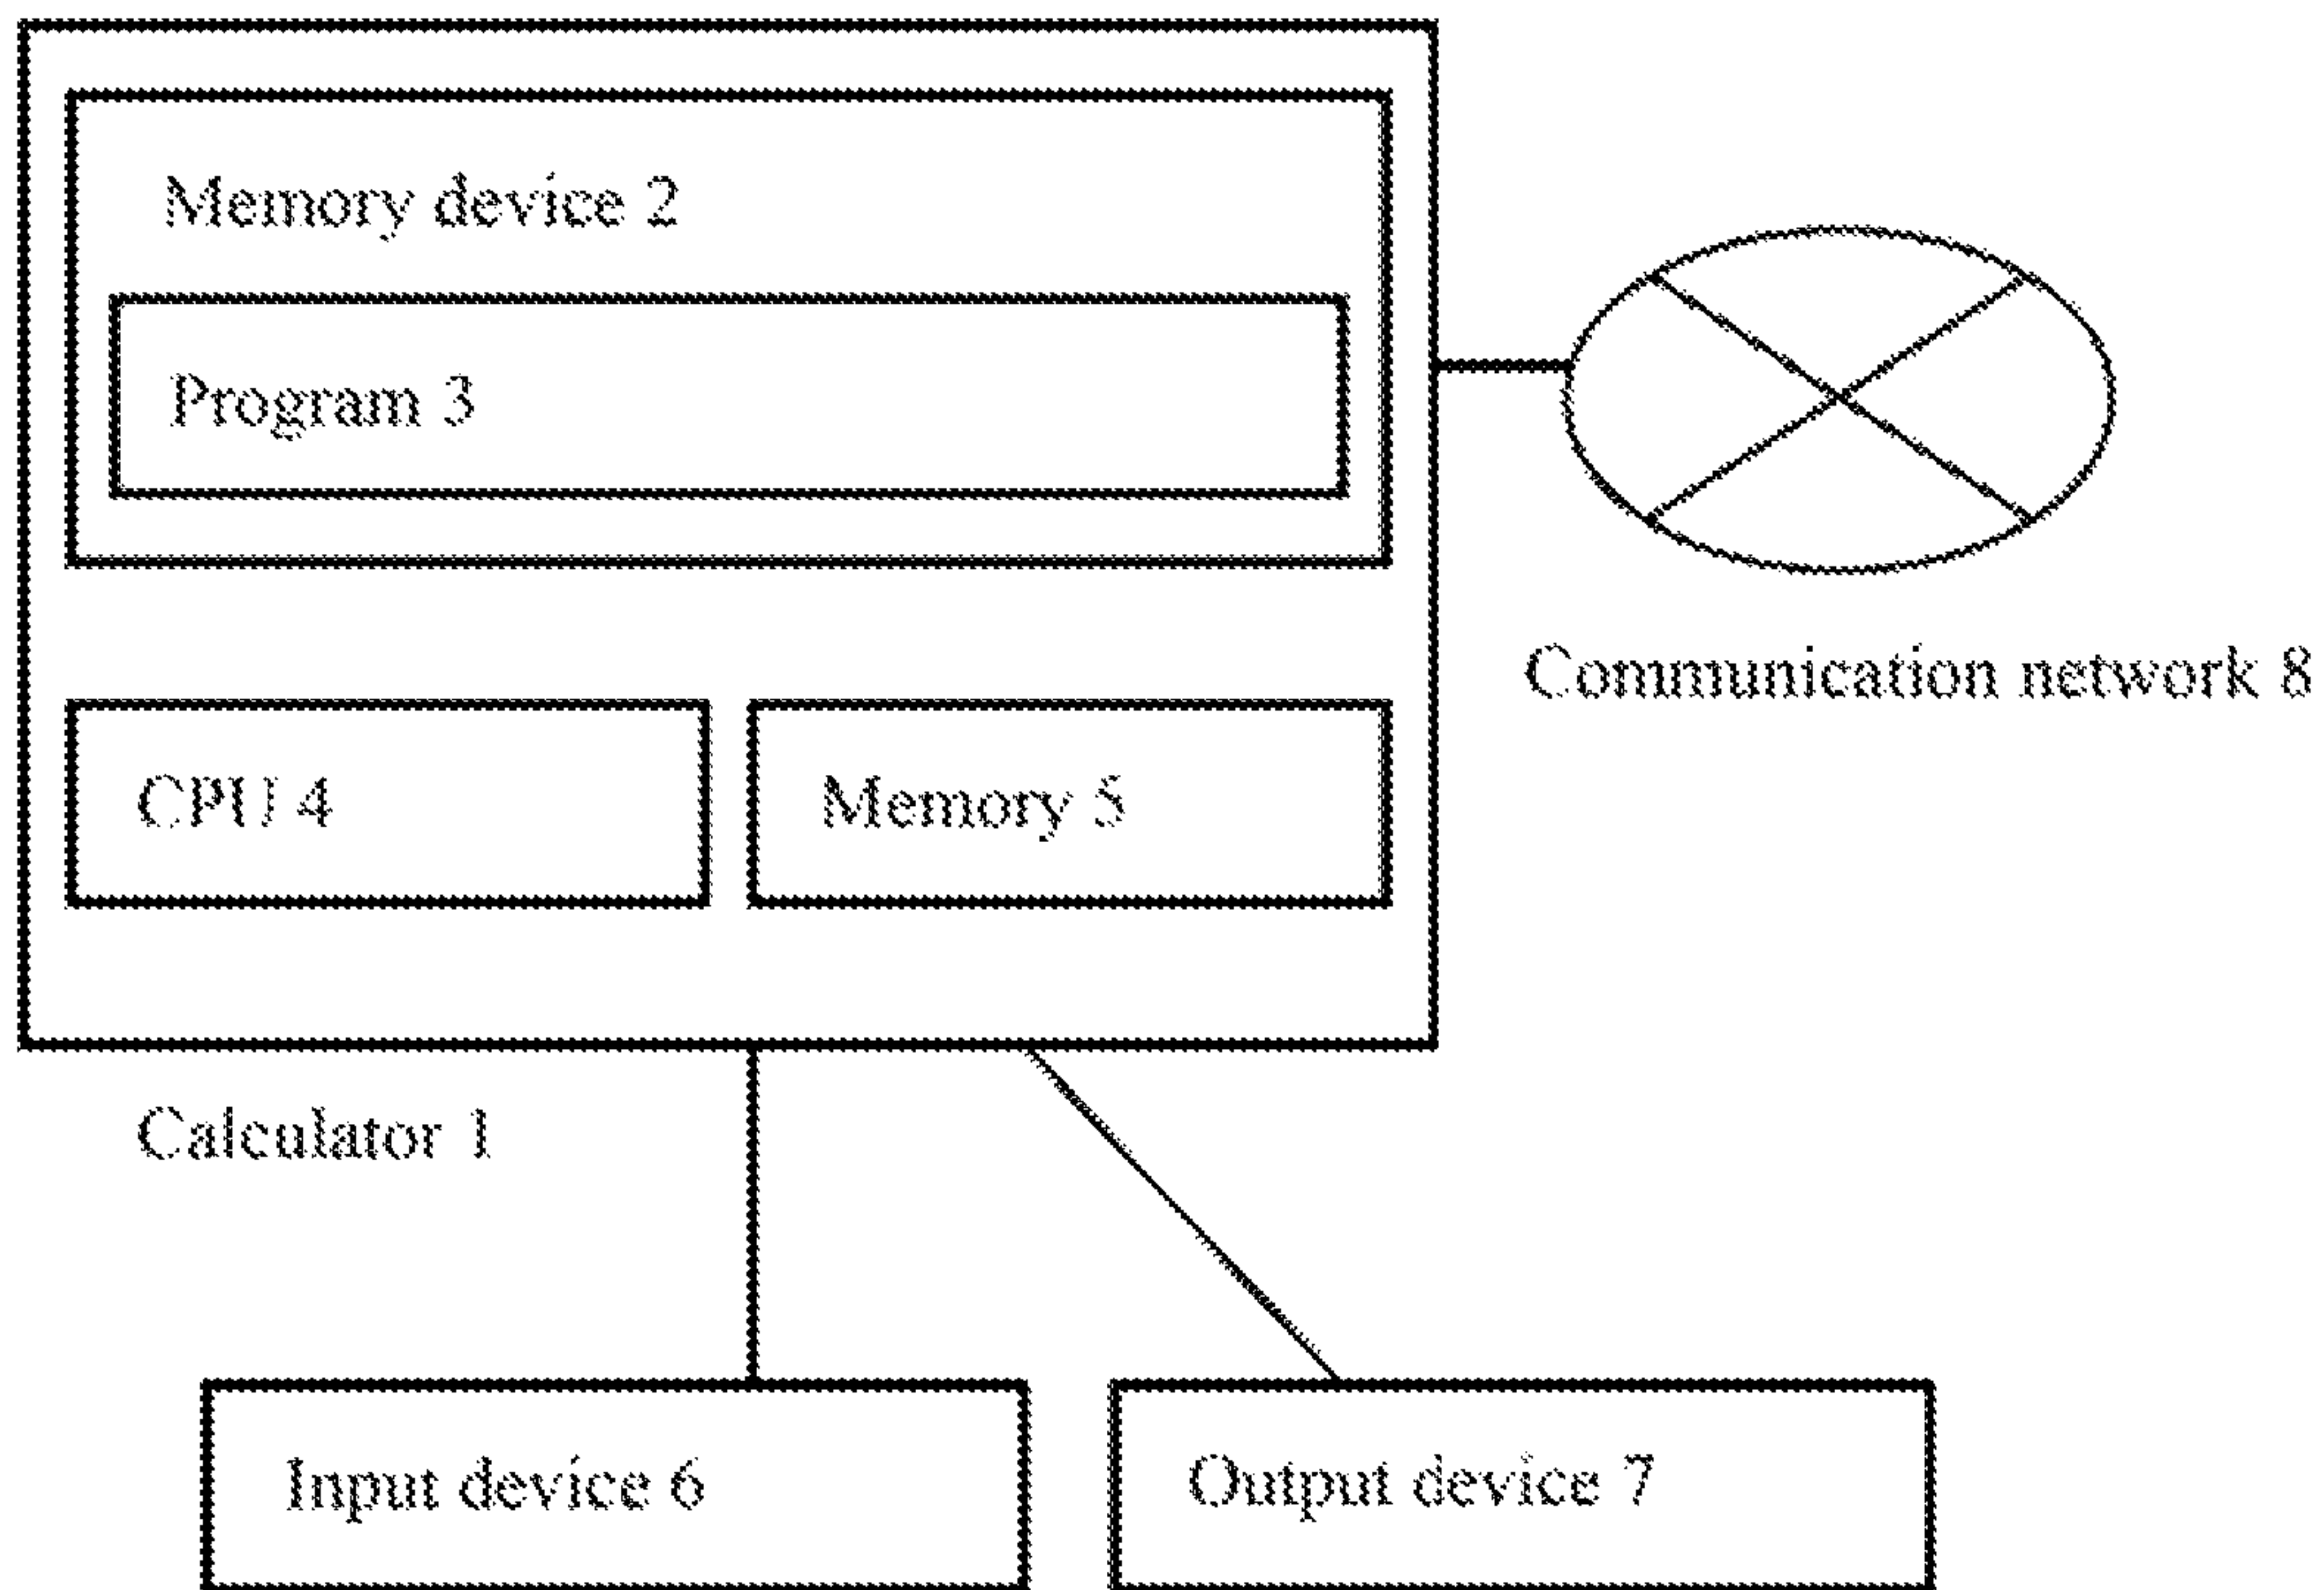 Memory device 2
Program 3
Communication network 8
CPU 4
Memory 5
Calculator 1
Input device 6
Output device 7